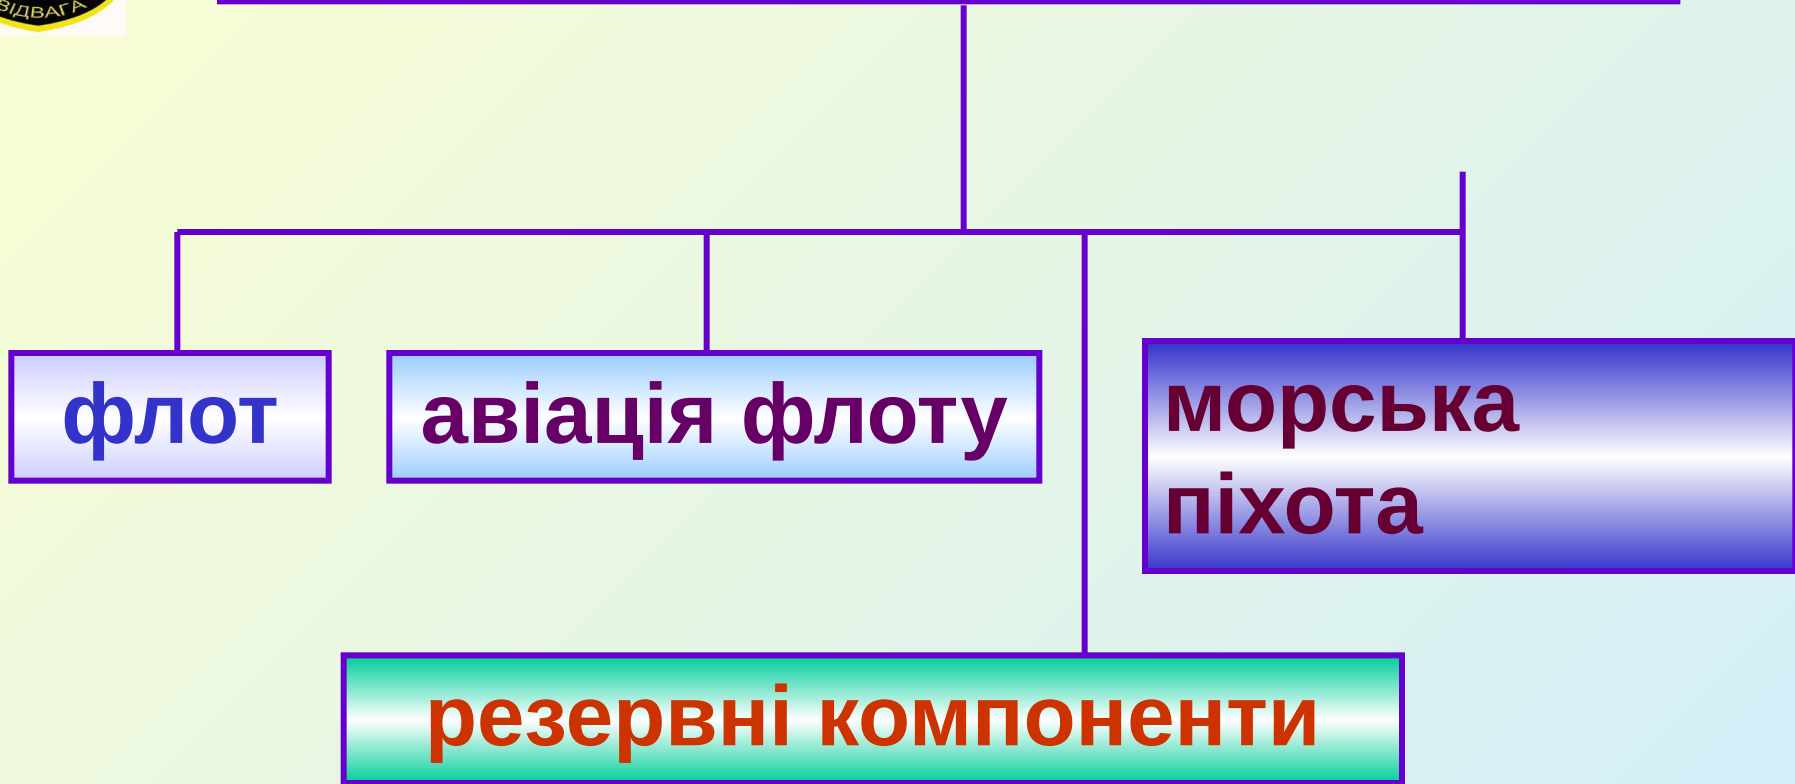 ВІДВАГА
флот
авіація флоту
морська
піхота
резервні компоненти